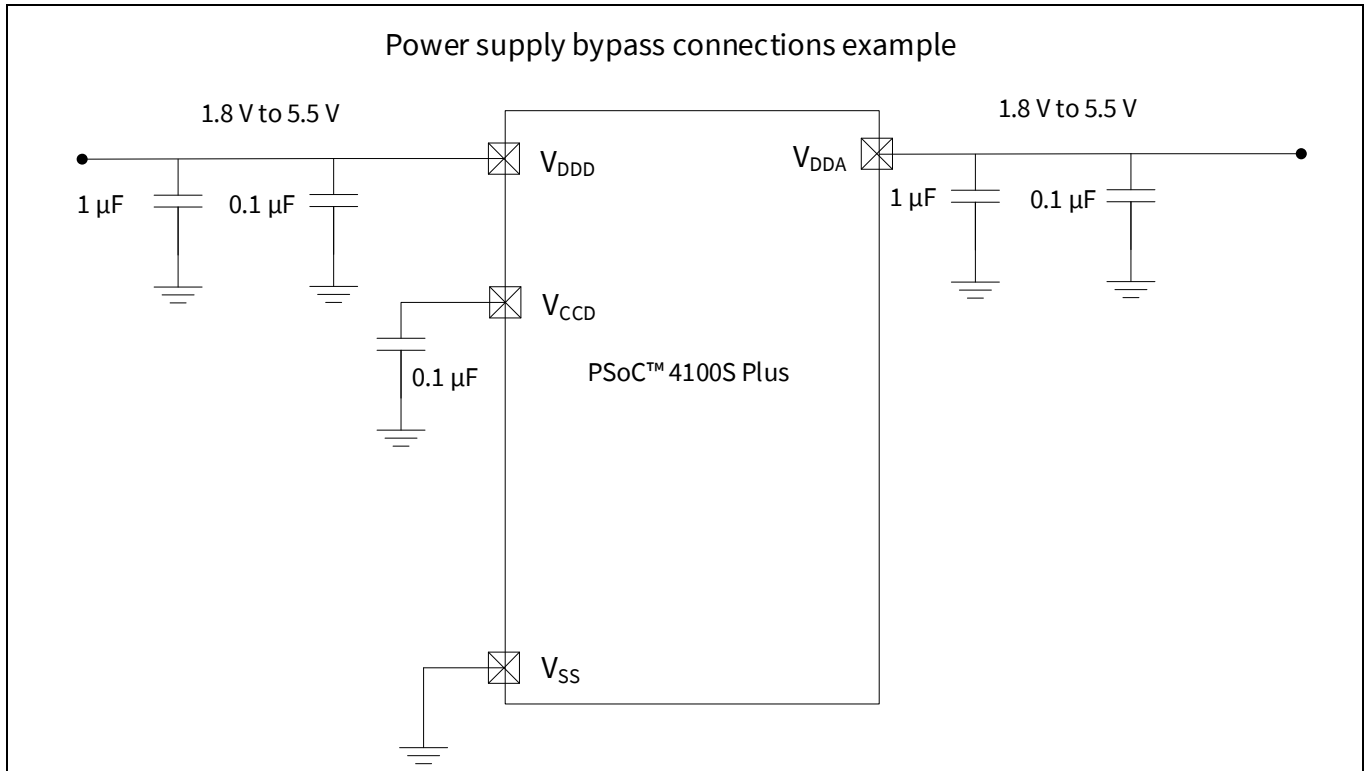 Power supply bypass connections example
1.8 V to 5.5 V
1.8 V to 5.5 V
VDDD
VDDA
1 µF
0.1 µF
1 µF
0.1 µF
VCCD
0.1 µF
PSoC™ 4100S Plus
VSS